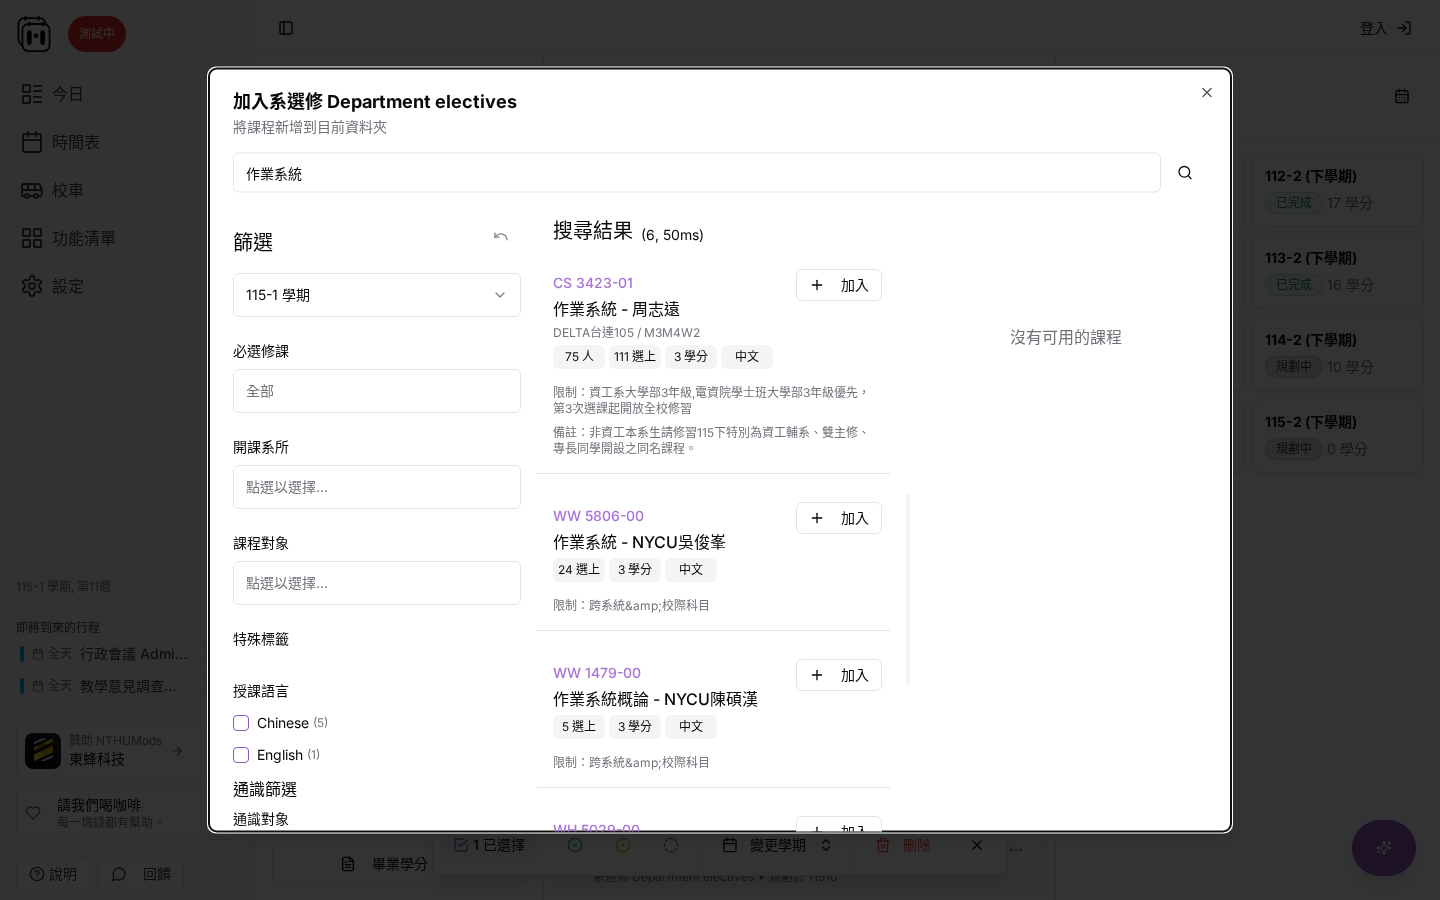 測試中
今日
時間表
校車
功能清單
設定
115-1 學期, 第11週
即將到來的行程
全天 行政會議 Admi...
全天 教學意見調查...
贊助 NTHUMods
東蜂科技
請我們喝咖啡
每一塊錢都有幫助。
說明
回饋
登入
加入系選修 Department electives
將課程新增到目前資料夾
作業系統
篩選
115-1 學期
必選修課
全部
開課系所
點選以選擇...
課程對象
點選以選擇...
特殊標籤
授課語言
Chinese (5)
English (1)
通識篩選
通識對象
搜尋結果 (6, 50ms)
CS 3423-01
加入
作業系統 - 周志遠
DELTA台達105 / M3M4W2
75 人
111 選上
3 學分
中文
限制：資工系大學部3年級,電資院學士班大學部3年級優先，
第3次選課起開放全校修習
備註：非資工本系生請修習115下特別為資工輔系、雙主修、
專長同學開設之同名課程。
WW 5806-00
加入
作業系統 - NYCU吳俊峯
24 選上
3 學分
中文
限制：跨系統&amp;校際科目
WW 1479-00
加入
作業系統概論 - NYCU陳碩漢
5 選上
3 學分
中文
限制：跨系統&amp;校際科目
WH 5029-00
加入
沒有可用的課程
112-2 (下學期)
已完成 17 學分
113-2 (下學期)
已完成 16 學分
114-2 (下學期)
規劃中 10 學分
115-2 (下學期)
規劃中 0 學分
畢業學分
1 已選擇
變更學期
刪除
系選修 Department electives • 規劃於 11510